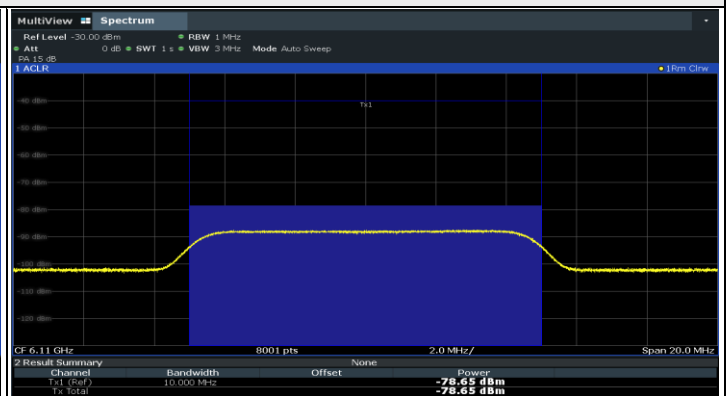 MultiView Spectrum
Ref Level -30.00 dBm RBW 1 MHz
Att 0 dB SWT 1 s VBW 3 MHz Mode Auto Sweep
PA 15 dB
1 ACLR 1Rm Clrw
-40 dBm
Tx1
-50 dBm
-60 dBm
-70 dBm
-80 dBm
-90 dBm
-100 dBm
-110 dBm
-120 dBm
CF 6.11 GHz 8001 pts 2.0 MHz/ Span 20.0 MHz
2 Result Summary None
Channel Bandwidth Offset Power
Tx1 (Ref) 10.000 MHz -78.65 dBm
Tx Total -78.65 dBm